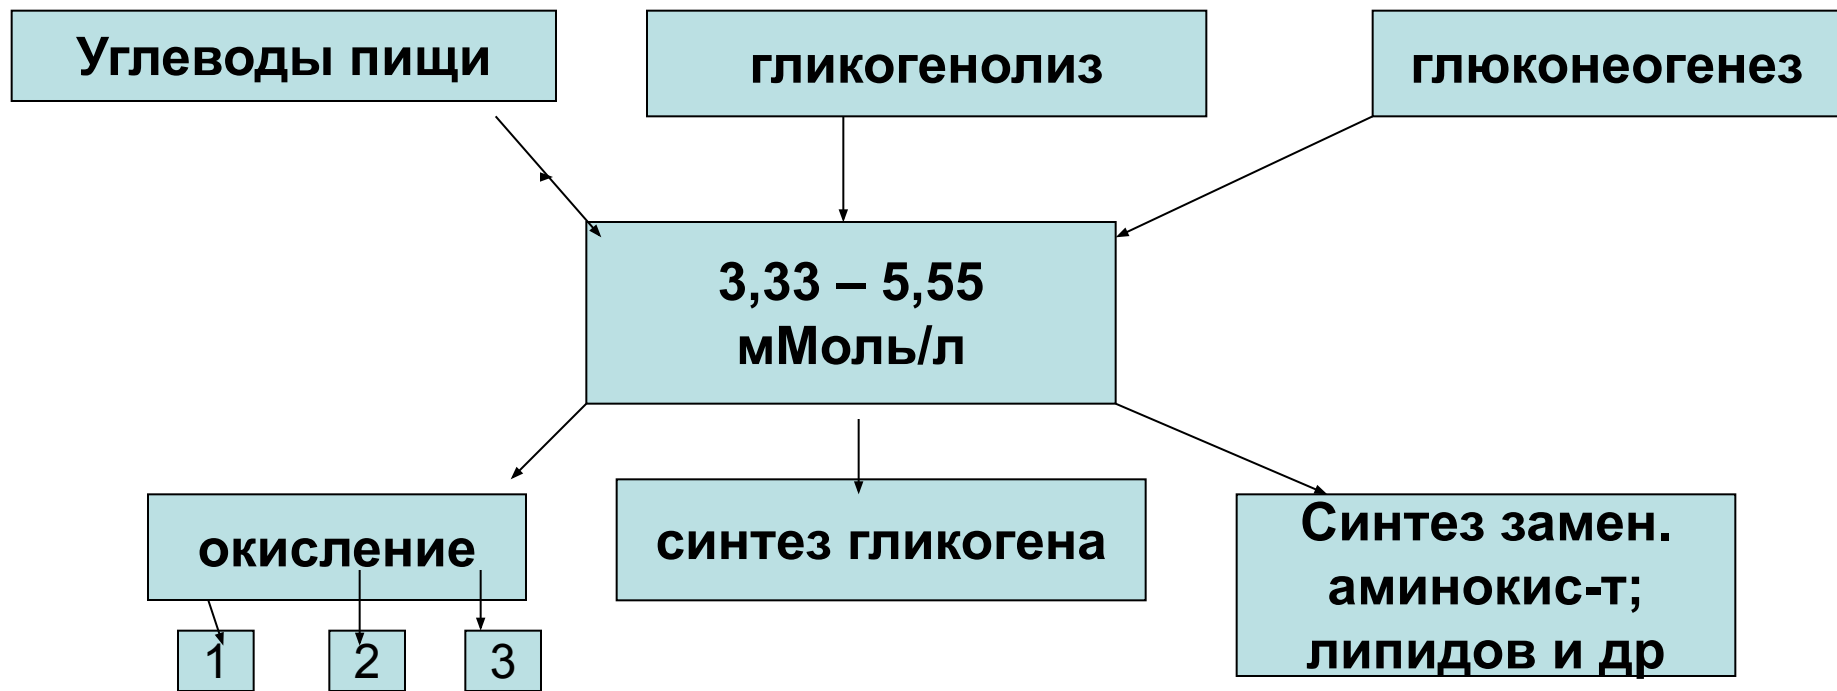 Углеводы пищи
гликогенолиз
глюконеогенез
3,33 – 5,55
мМоль/л
окисление
синтез гликогена
Синтез замен.
аминокис-т;
липидов и др
1
2
3